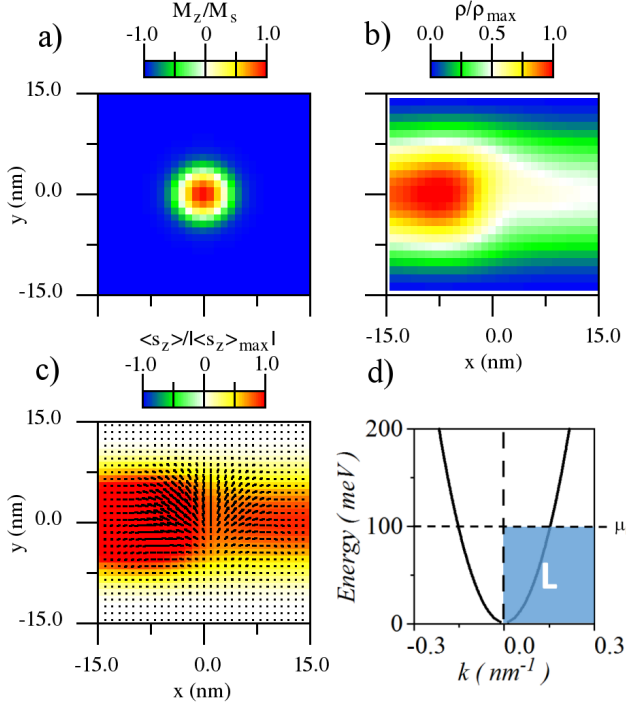 a)
M_z/M_s
-1.0 0 1.0
b)
ρ/ρ_max
0.0 0.5 1.0
15.0
0.0
-15.0
y (nm)
-15.0 0.0 15.0
x (nm)
c)
<s_z>/|<s_z>_max|
-1.0 0 1.0
15.0
0.0
-15.0
y (nm)
-15.0 0.0 15.0
x (nm)
d)
200
100
0
Energy ( meV )
μ
L
-0.3 0.0 0.3
k ( nm⁻¹ )